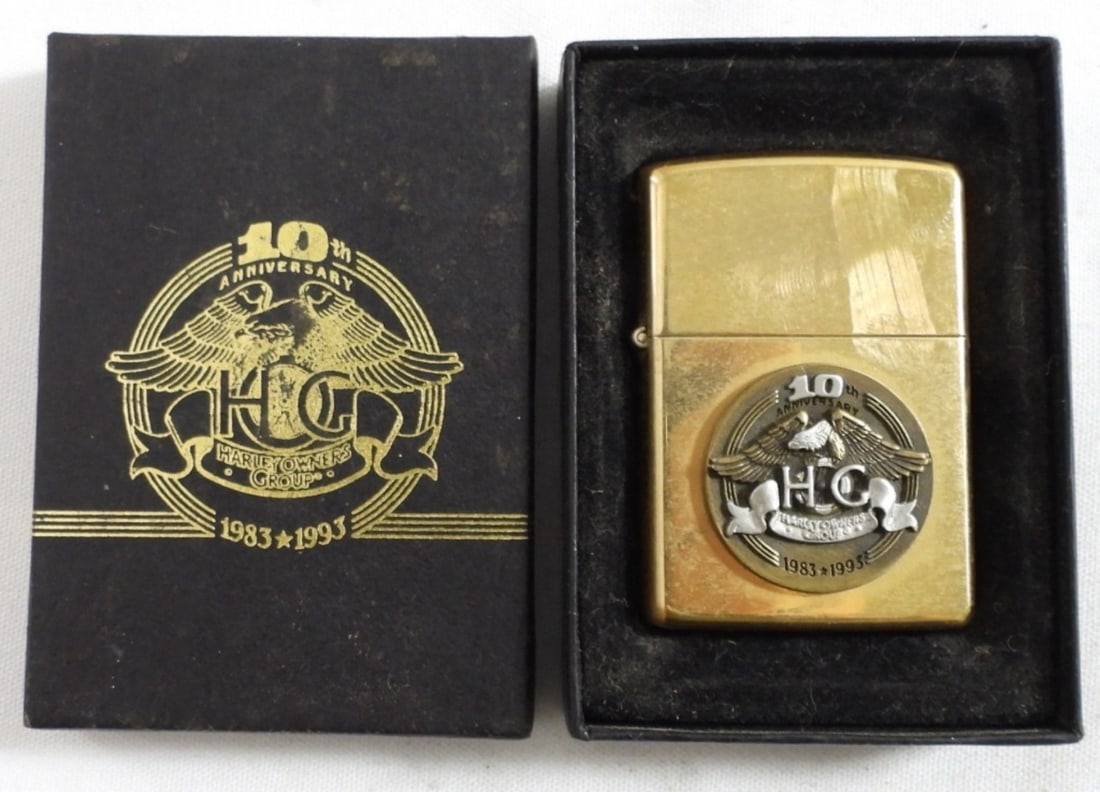 10th
ANNIVERSARY
HOG
HARLEY OWNERS
GROUP
1983★1993
10th
ANNIVERSARY
HOG
HARLEY OWNERS
GROUP
1983★1993